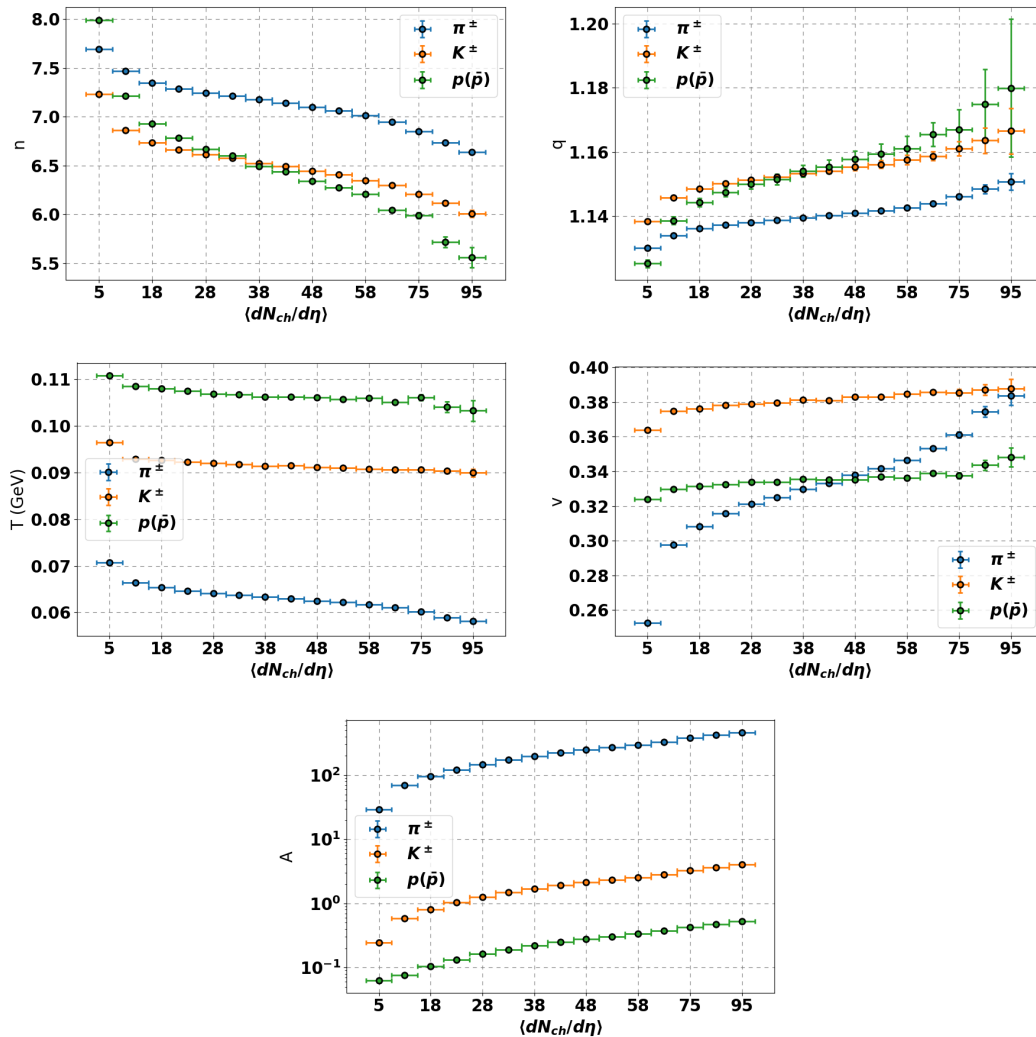 8.0
7.5
7.0
6.5
6.0
5.5
n
π±
K±
p(p̄)
5 18 28 38 48 58 75 95
⟨dN_ch/dη⟩
1.20
1.18
1.16
1.14
q
π±
K±
p(p̄)
5 18 28 38 48 58 75 95
⟨dN_ch/dη⟩
0.11
0.10
0.09
0.08
0.07
0.06
T (GeV)
π±
K±
p(p̄)
5 18 28 38 48 58 75 95
⟨dN_ch/dη⟩
0.40
0.38
0.36
0.34
0.32
0.30
0.28
0.26
v
π±
K±
p(p̄)
5 18 28 38 48 58 75 95
⟨dN_ch/dη⟩
10²
10¹
10⁰
10⁻¹
A
π±
K±
p(p̄)
5 18 28 38 48 58 75 95
⟨dN_ch/dη⟩